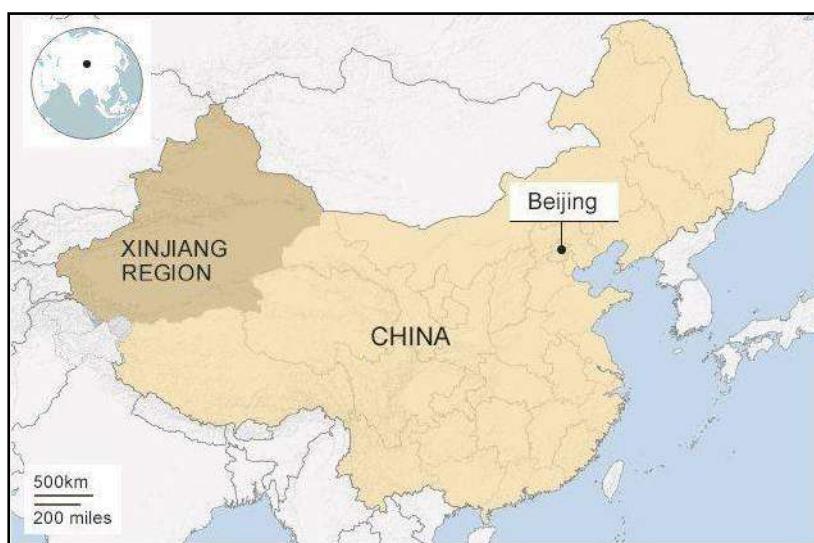 Beijing
XINJIANG
REGION
CHINA
500km
200 miles